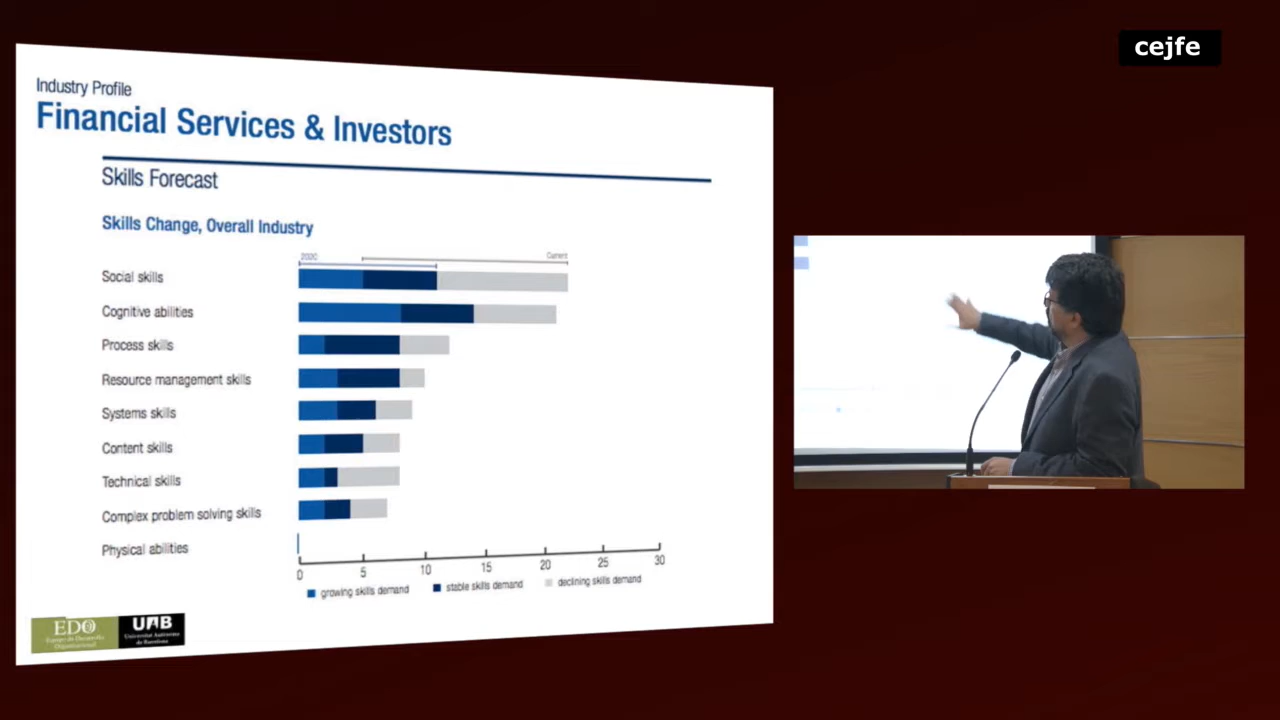 cejfe
Industry Profile
Financial Services & Investors
Skills Forecast
Skills Change, Overall Industry
2020
Current
Social skills
Cognitive abilities
Process skills
Resource management skills
Systems skills
Content skills
Technical skills
Complex problem solving skills
Physical abilities
0 5 10 15 20 25 30
growing skills demand stable skills demand declining skills demand
EDO
Organizacional
UAB
Universitat Autònoma
de Barcelona